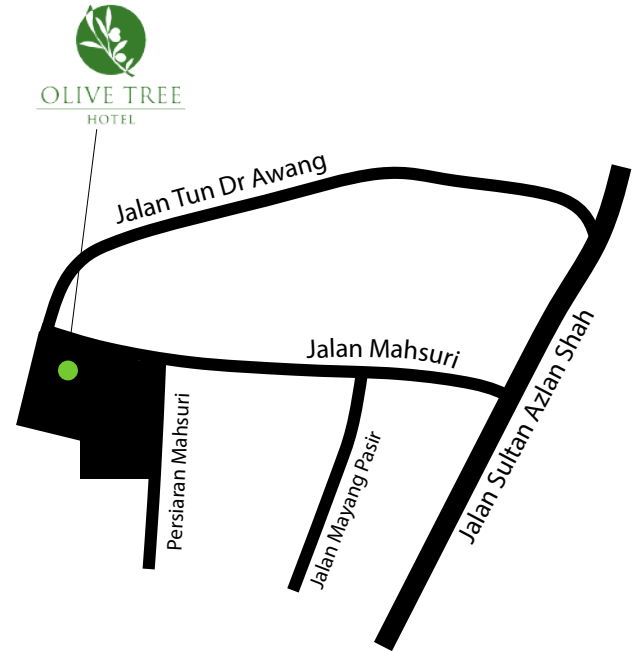 OLIVE TREE
HOTEL
Jalan Tun Dr Awang
Jalan Mahsuri
Jalan Sultan Azlan Shah
Persiaran Mahsuri
Jalan Mayang Pasir